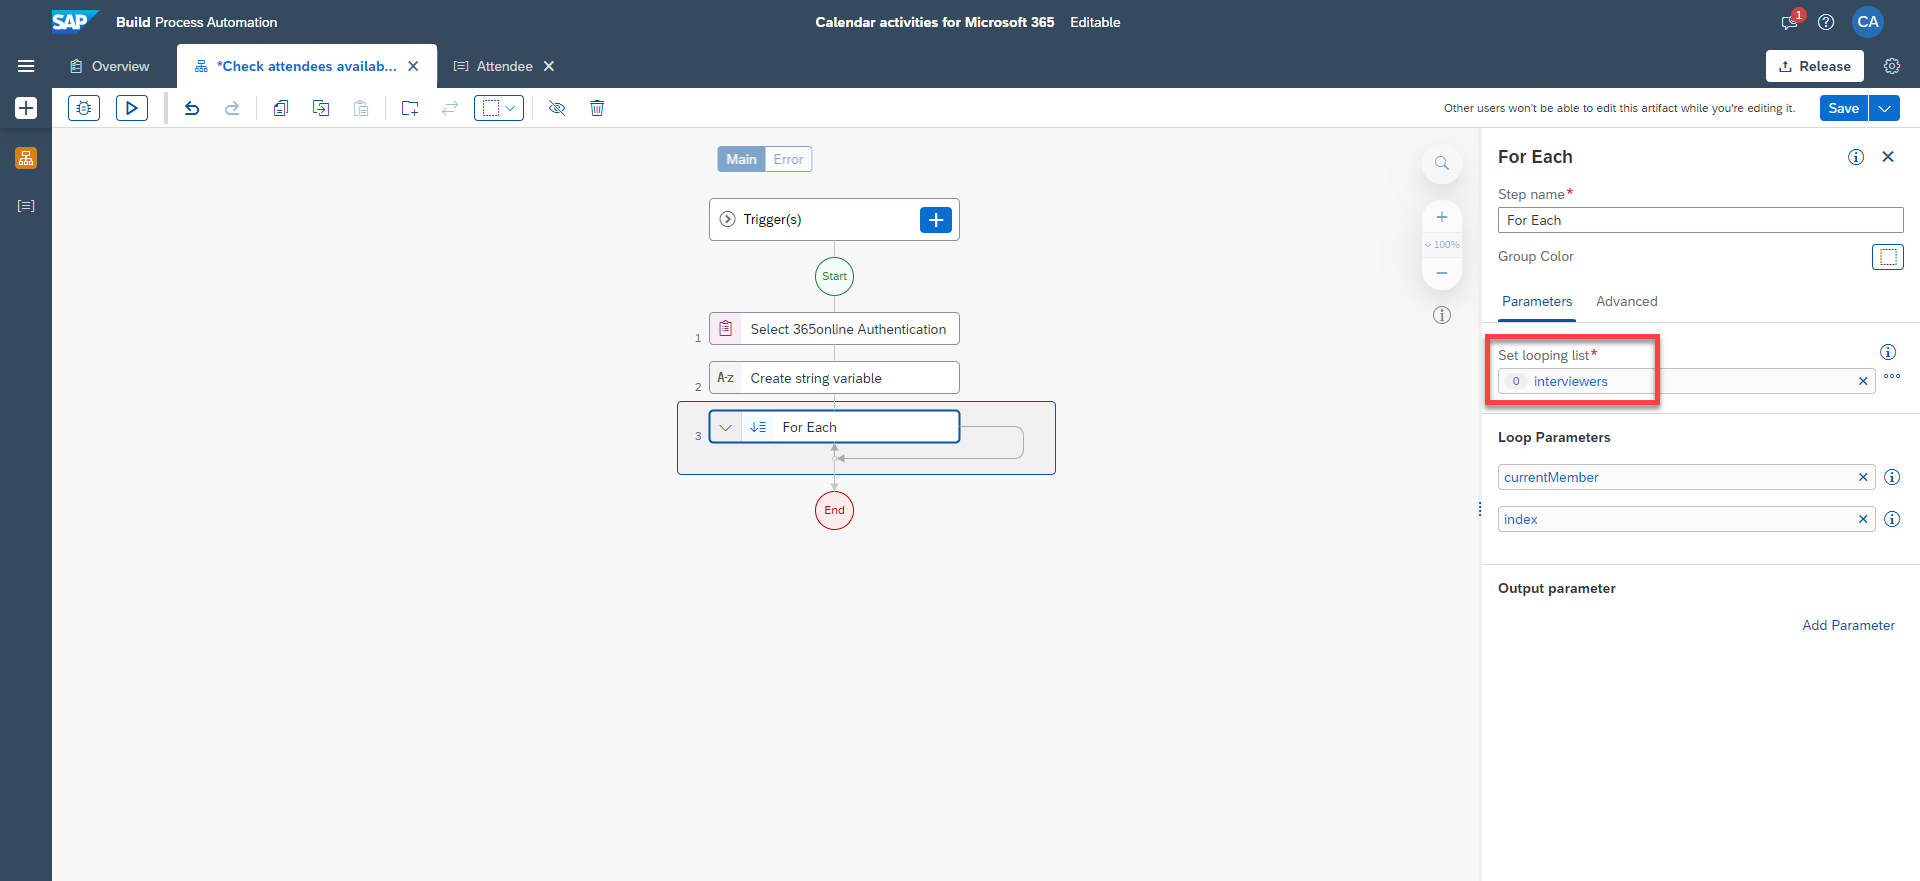 SAP Build Process Automation
Calendar activities for Microsoft 365 Editable
1
CA
Overview
*Check attendees availab...
Attendee
Release
Other users won't be able to edit this artifact while you're editing it.
Save
Main Error
Trigger(s)
Start
1 Select 365online Authentication
2 A-z Create string variable
3 For Each
End
100%
For Each
Step name*
For Each
Group Color
Parameters Advanced
Set looping list*
0 interviewers
Loop Parameters
currentMember
index
Output parameter
Add Parameter